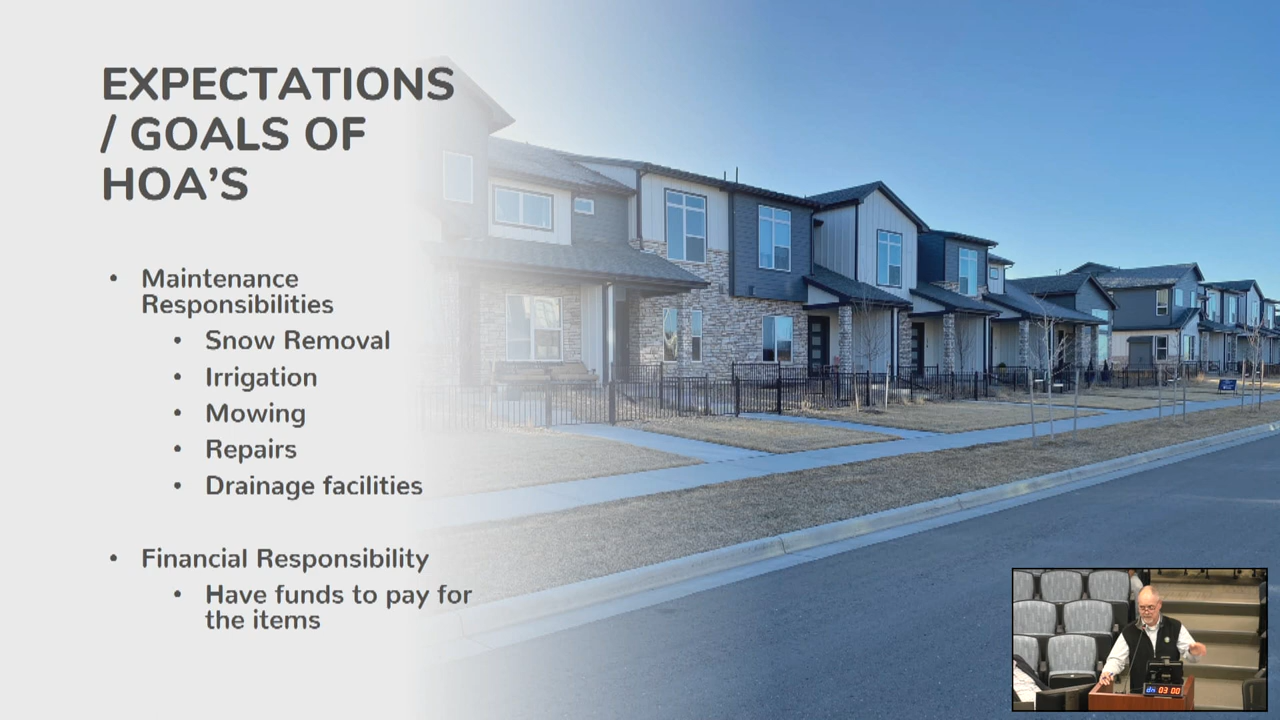 EXPECTATIONS
/ GOALS OF
HOA'S
• Maintenance
Responsibilities
• Snow Removal
• Irrigation
• Mowing
• Repairs
• Drainage facilities
• Financial Responsibility
• Have funds to pay for
the items
03 00